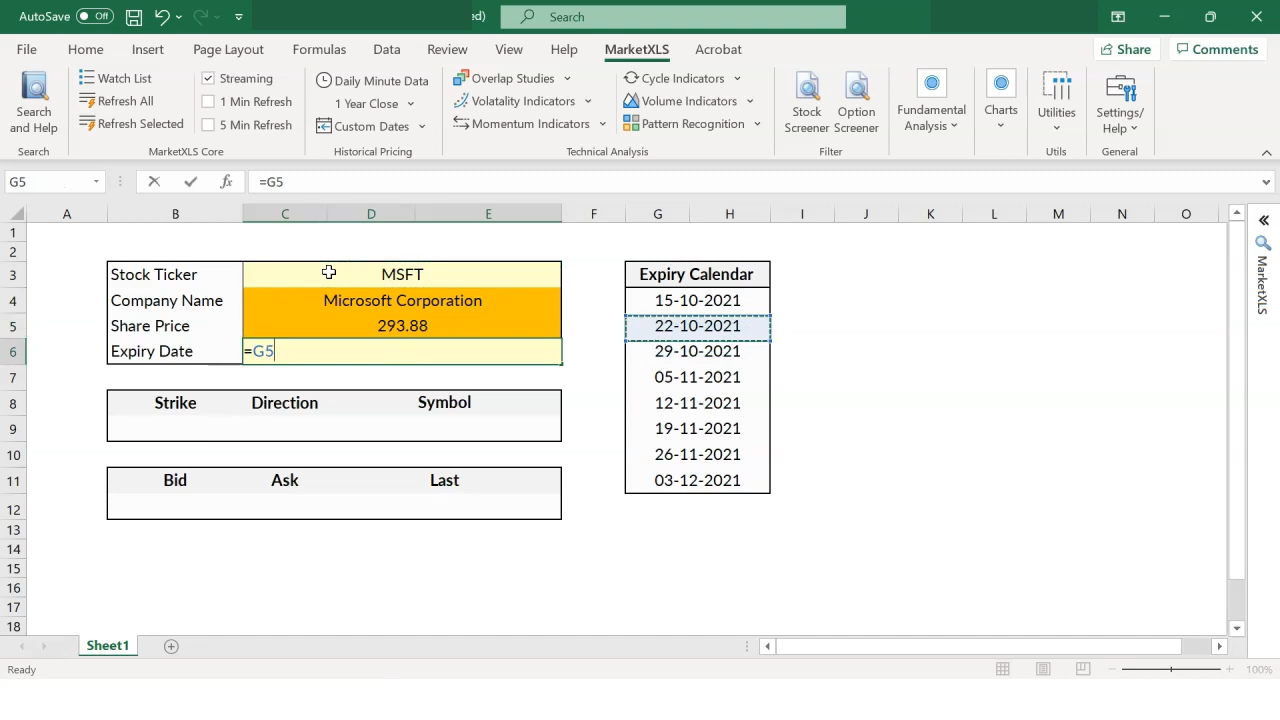 AutoSave Off ed) Search
File Home Insert Page Layout Formulas Data Review View Help MarketXLS Acrobat Share Comments
Search and Help
Watch List
Refresh All
Refresh Selected
Streaming
1 Min Refresh
5 Min Refresh
Daily Minute Data
1 Year Close
Custom Dates
Overlap Studies
Volatality Indicators
Momentum Indicators
Cycle Indicators
Volume Indicators
Pattern Recognition
Stock Screener
Option Screener
Fundamental Analysis
Charts
Utilities
Settings/ Help
Search MarketXLS Core Historical Pricing Technical Analysis Filter Utils General
G5 fx =G5
A B C D E F G H I J K L M N O
1
2
3 Stock Ticker MSFT Expiry Calendar
4 Company Name Microsoft Corporation 15-10-2021
5 Share Price 293.88 22-10-2021
6 Expiry Date =G5 29-10-2021
7 05-11-2021
8 Strike Direction Symbol 12-11-2021
9 19-11-2021
10 26-11-2021
11 Bid Ask Last 03-12-2021
12
13
14
15
16
17
18
MarketXLS
Sheet1
Ready 100%